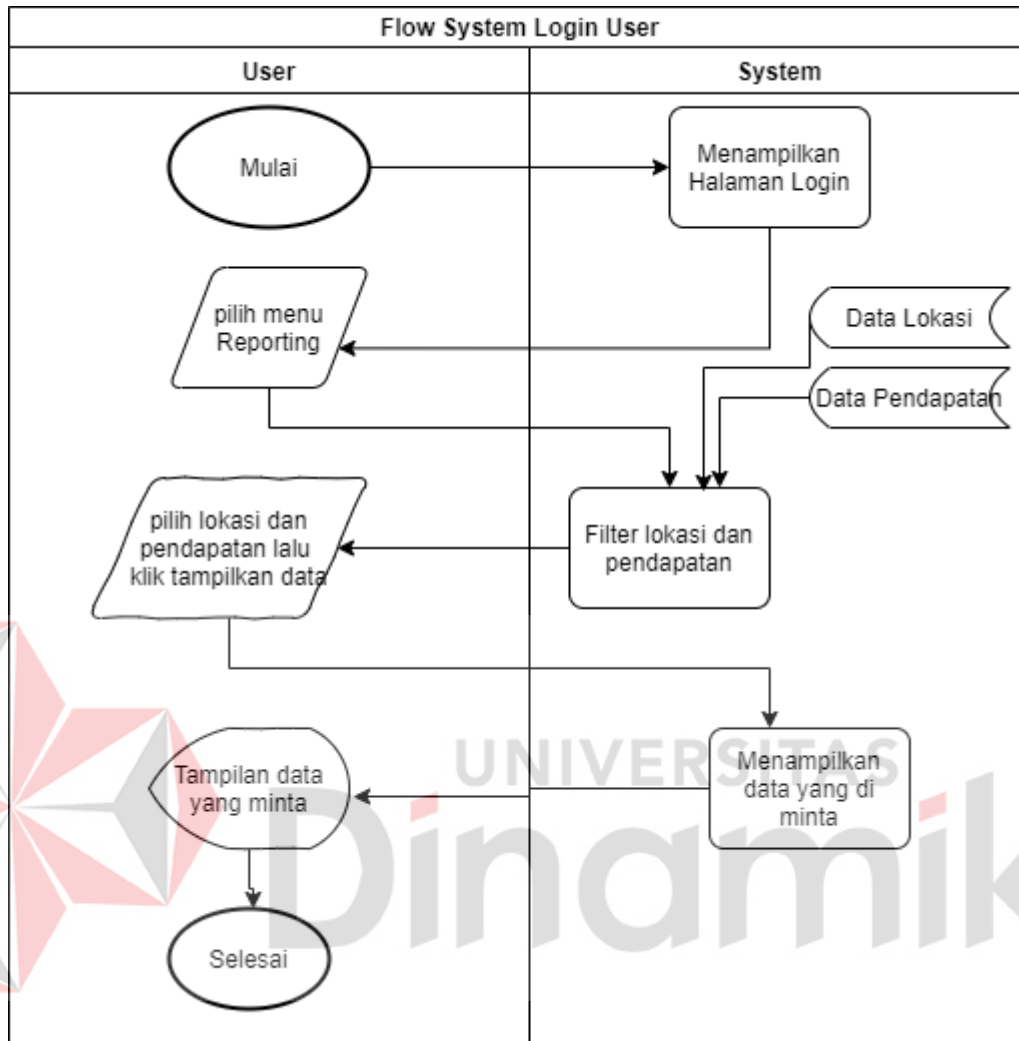 Flow System Login User
User
System
Mulai
Menampilkan
Halaman Login
pilih menu
Reporting
Data Lokasi
Data Pendapatan
Filter lokasi dan
pendapatan
pilih lokasi dan
pendapatan lalu
klik tampilkan data
Tampilan data
yang minta
Menampilkan
data yang di
minta
Selesai
UNIVERSITAS
Dinamik